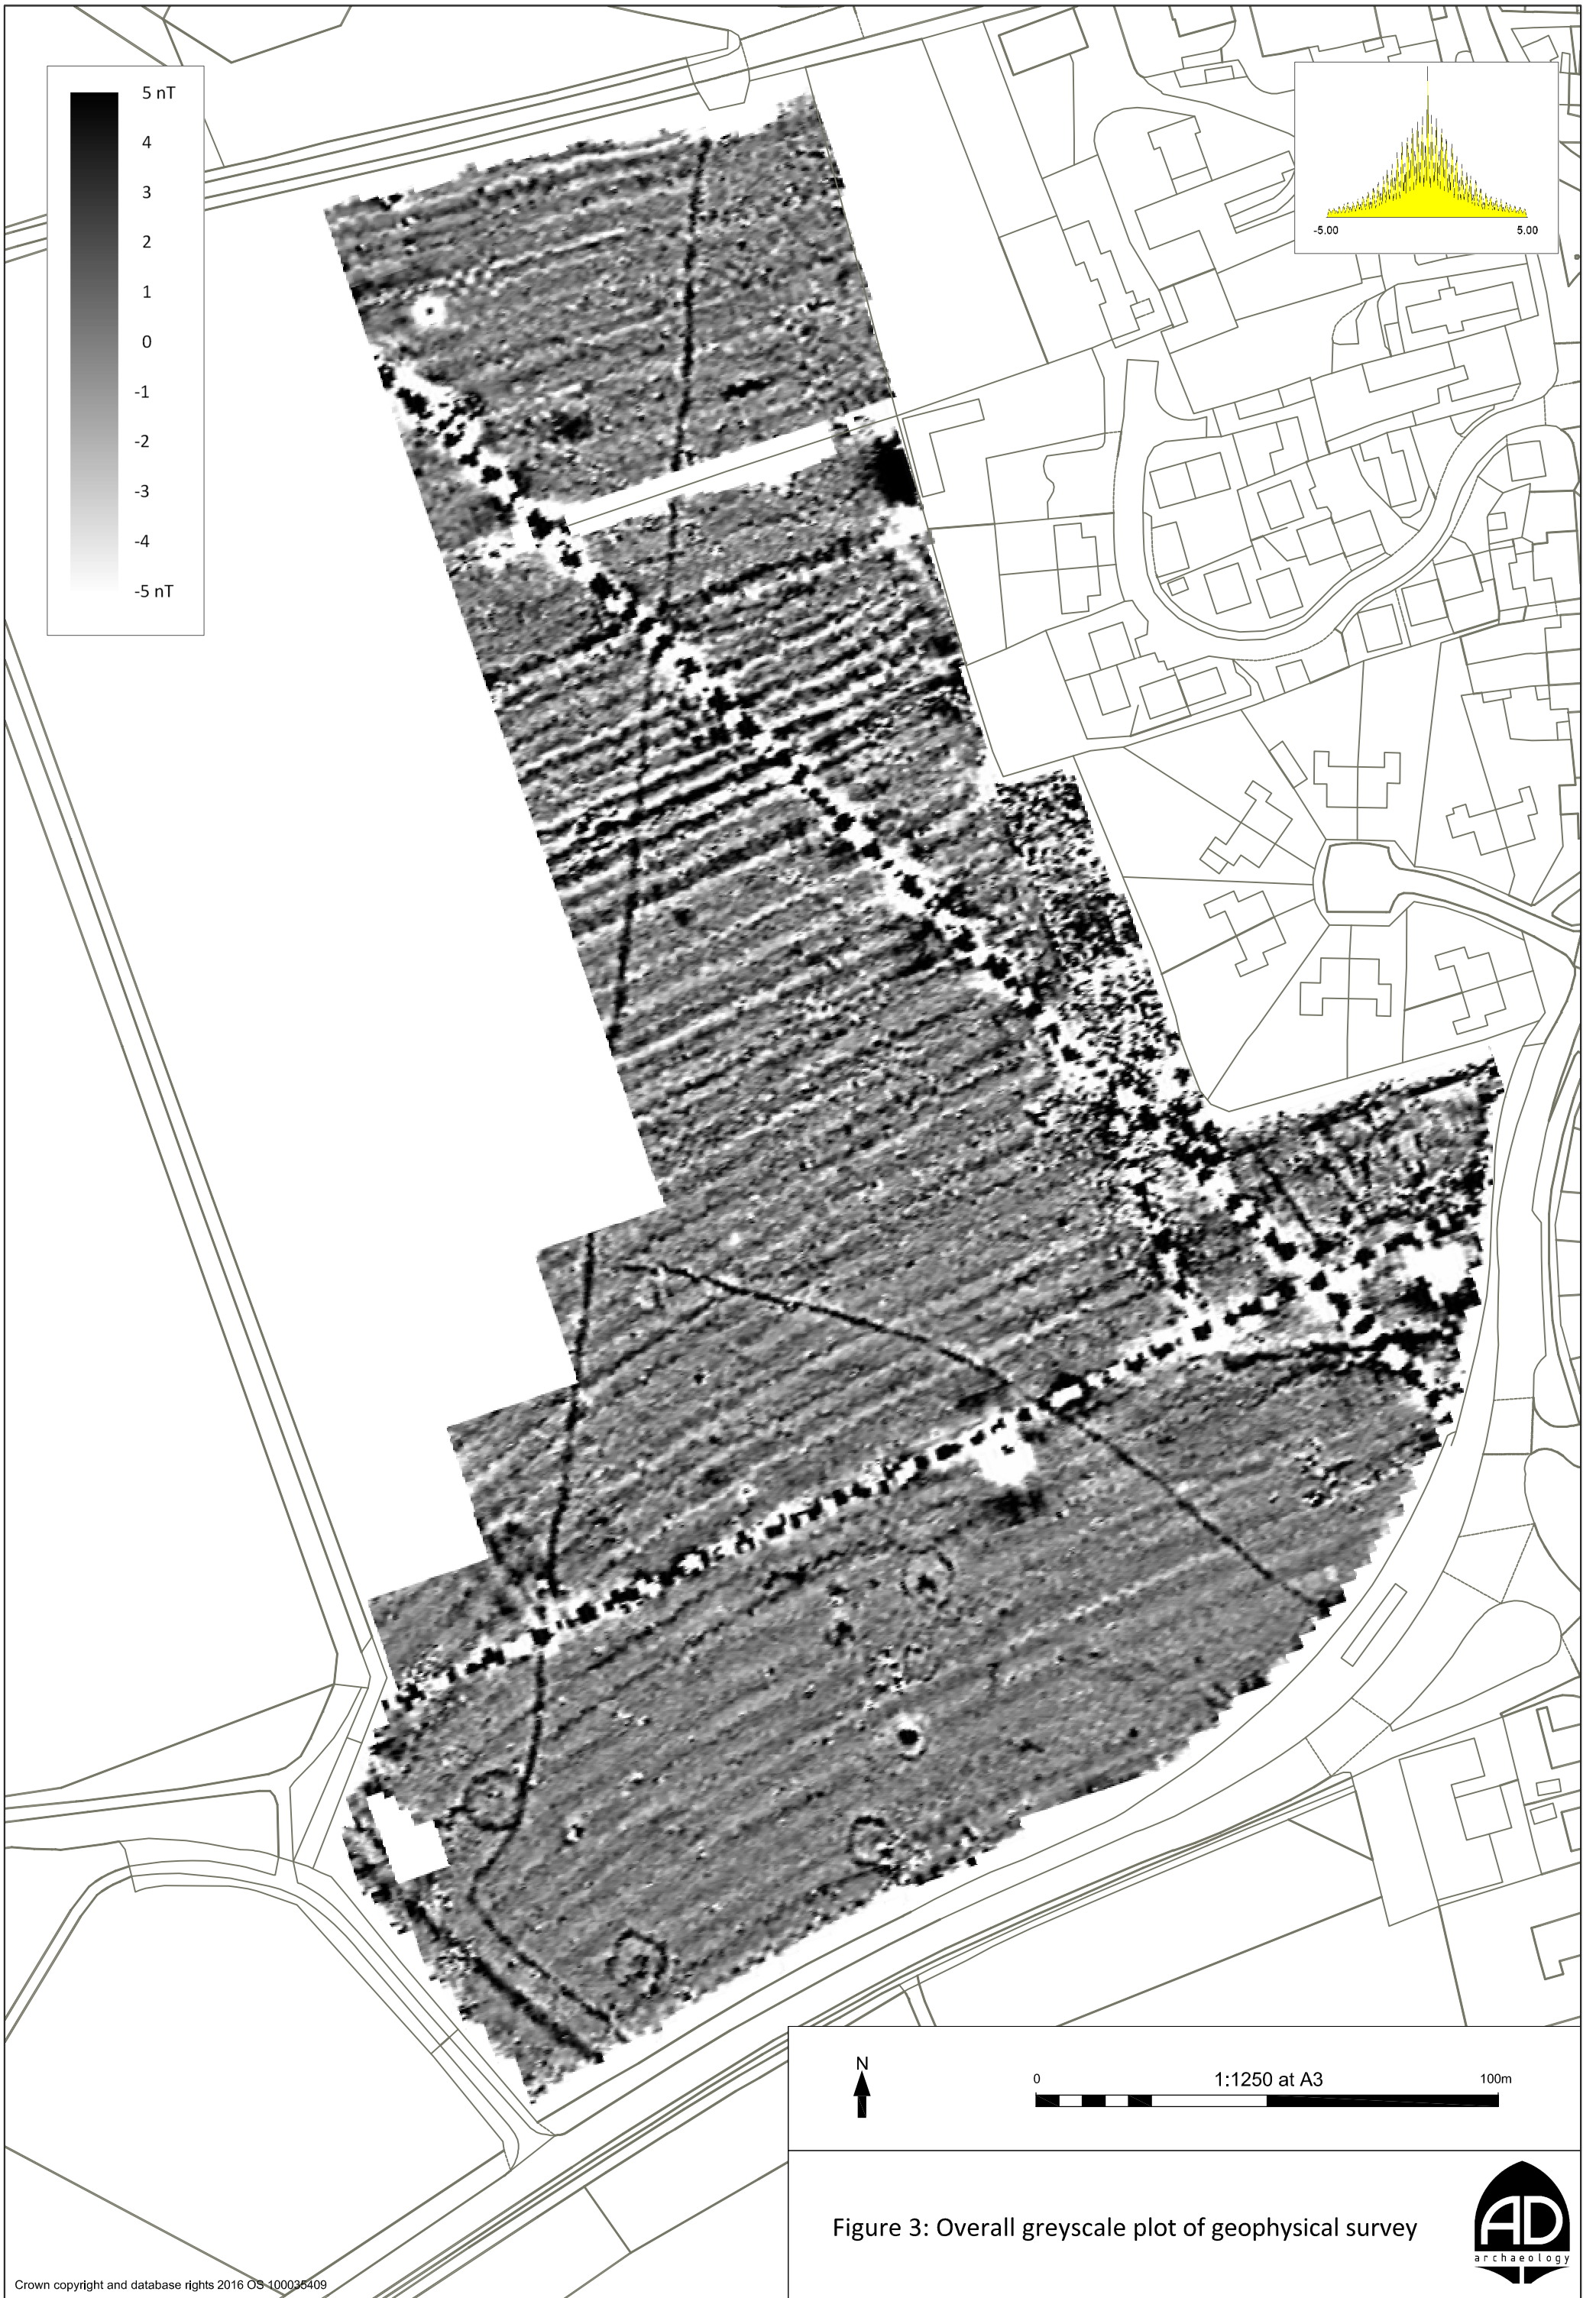 5 nT
4
3
2
1
0
-1
-2
-3
-4
-5 nT
-5.00 5.00
N
0 1:1250 at A3 100m
Figure 3: Overall greyscale plot of geophysical survey
AD
archaeology
Crown copyright and database rights 2016 OS 100035409